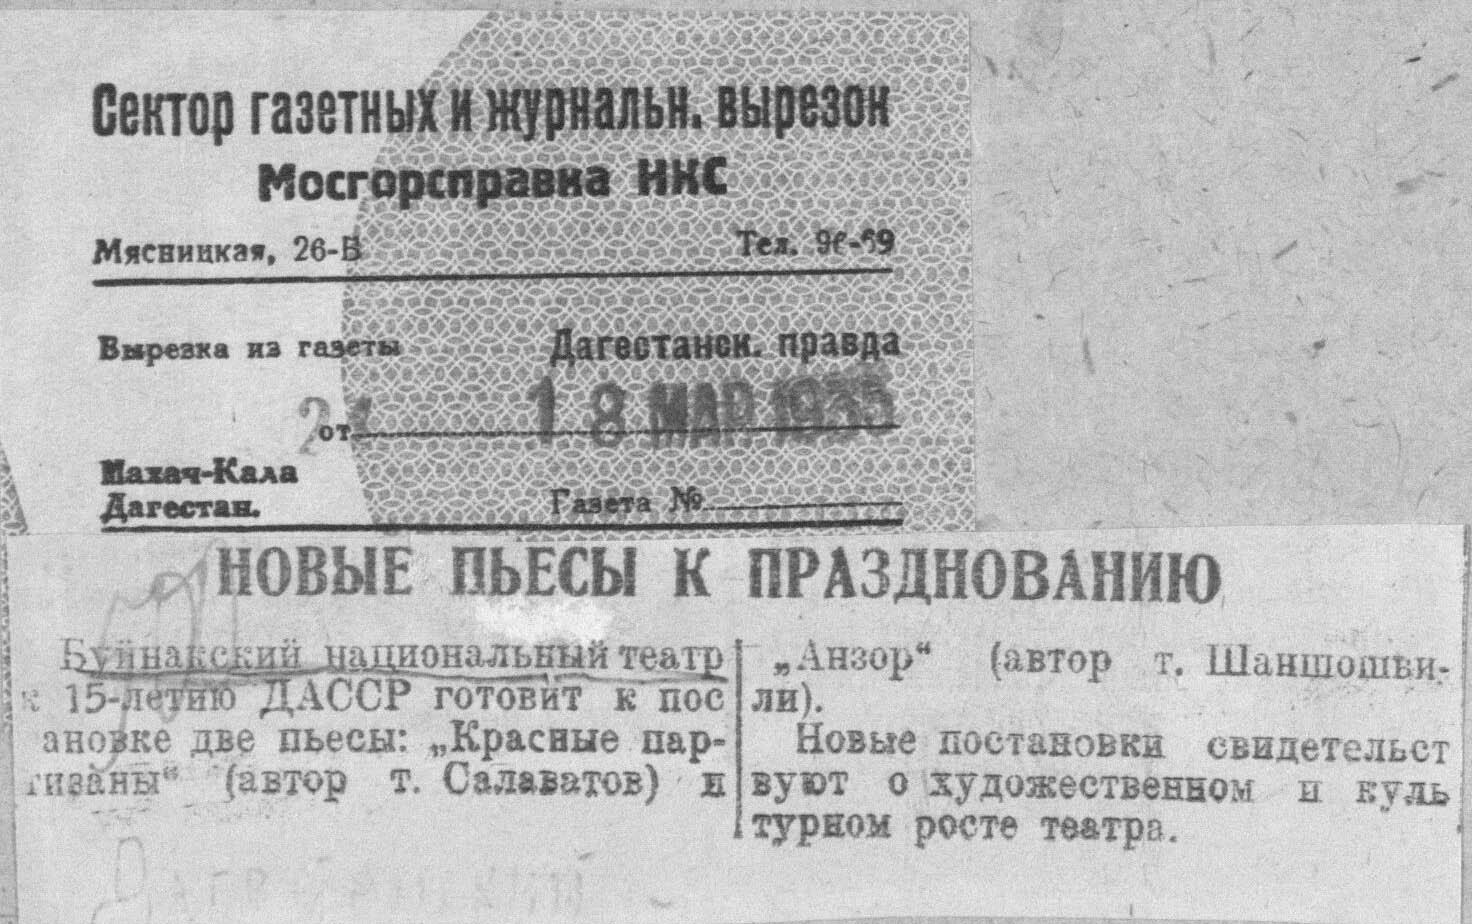 Сектор газетных и журнальн. вырезок
Мосгорсправка НКС
Мясницкая, 26-Б Тел. 96-69
Вырезка из газеты Дагестанск. правда
от 18 МАР 1935
Махач-Кала
Дагестан.
Газета №
НОВЫЕ ПЬЕСЫ К ПРАЗДНОВАНИЮ
Буйнакский национальный театр
к 15-летию ДАССР готовит к пос
ановке две пьесы: „Красные пар-
тизаны“ (автор т. Салаватов) и
„Анзор“ (автор т. Шаншошви-
ли).
Новые постановки свидетельст
вуют о художественном и куль
турном росте театра.